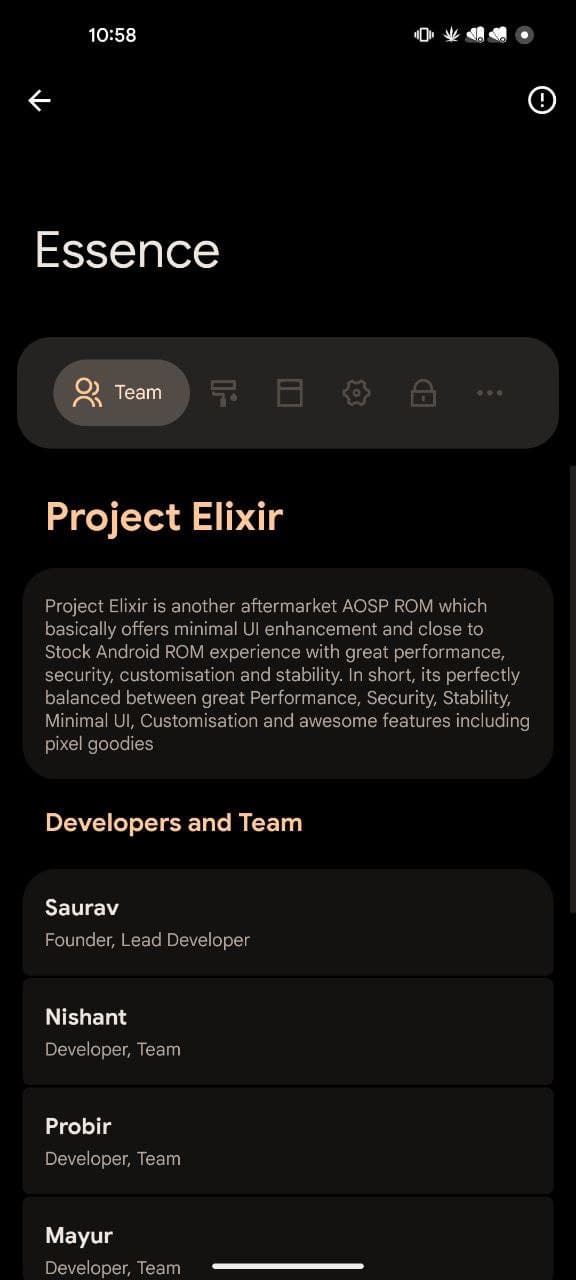 10:58
Essence
Team
Project Elixir
Project Elixir is another aftermarket AOSP ROM which
basically offers minimal UI enhancement and close to
Stock Android ROM experience with great performance,
security, customisation and stability. In short, its perfectly
balanced between great Performance, Security, Stability,
Minimal UI, Customisation and awesome features including
pixel goodies
Developers and Team
Saurav
Founder, Lead Developer
Nishant
Developer, Team
Probir
Developer, Team
Mayur
Developer, Team